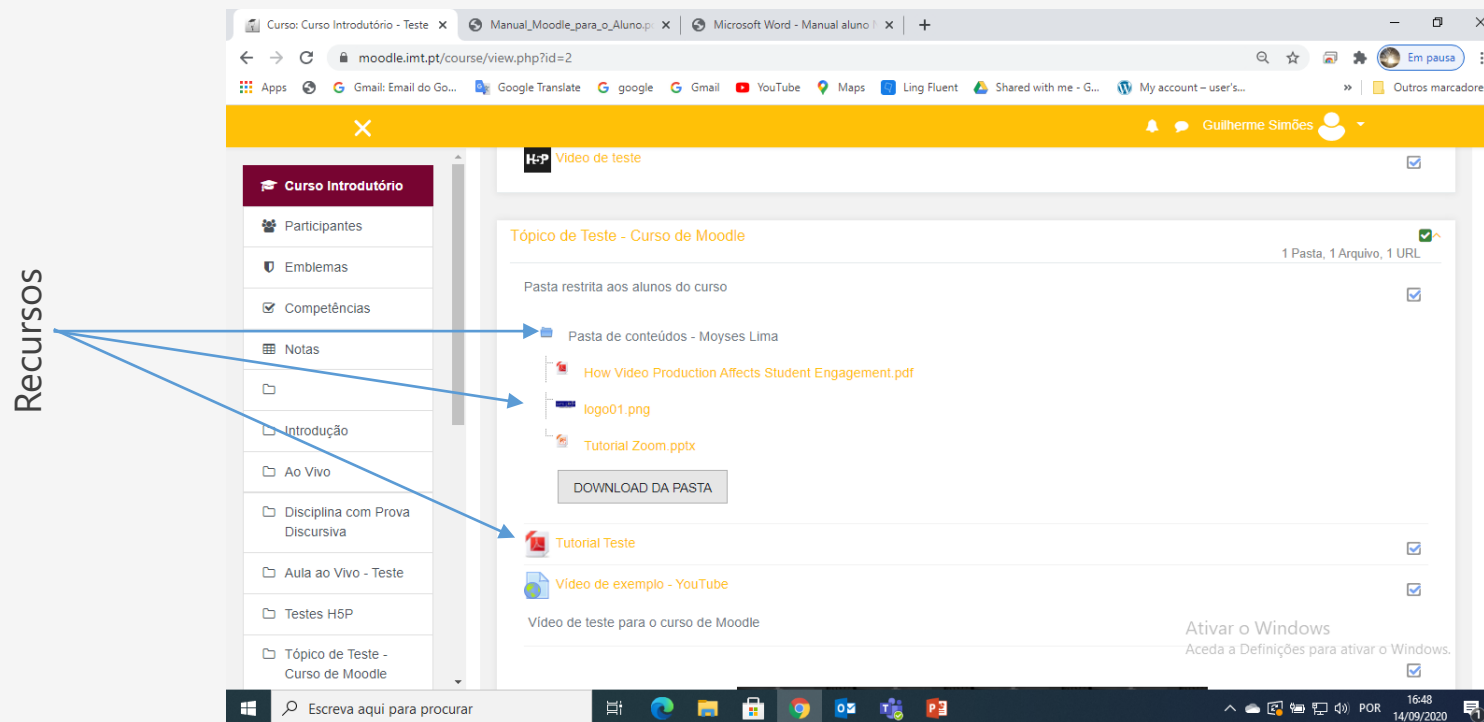 Recursos
Curso: Curso Introdutório - Teste
Manual_Moodle_para_o_Aluno.p
Microsoft Word - Manual aluno
moodle.imt.pt/course/view.php?id=2
Em pausa
Apps
Gmail: Email do Go...
Google Translate
google
Gmail
YouTube
Maps
Ling Fluent
Shared with me - G...
My account – user's...
»
Outros marcadore
Guilherme Simões
Curso Introdutório
Participantes
Emblemas
Competências
Notas
Introdução
Ao Vivo
Disciplina com Prova
Discursiva
Aula ao Vivo - Teste
Testes H5P
Tópico de Teste -
Curso de Moodle
H5P Video de teste
Tópico de Teste - Curso de Moodle
1 Pasta, 1 Arquivo, 1 URL
Pasta restrita aos alunos do curso
Pasta de conteúdos - Moyses Lima
How Video Production Affects Student Engagement.pdf
logo01.png
Tutorial Zoom.pptx
DOWNLOAD DA PASTA
Tutorial Teste
Vídeo de exemplo - YouTube
Vídeo de teste para o curso de Moodle
Ativar o Windows
Aceda a Definições para ativar o Windows.
Escreva aqui para procurar
POR
16:48
14/09/2020